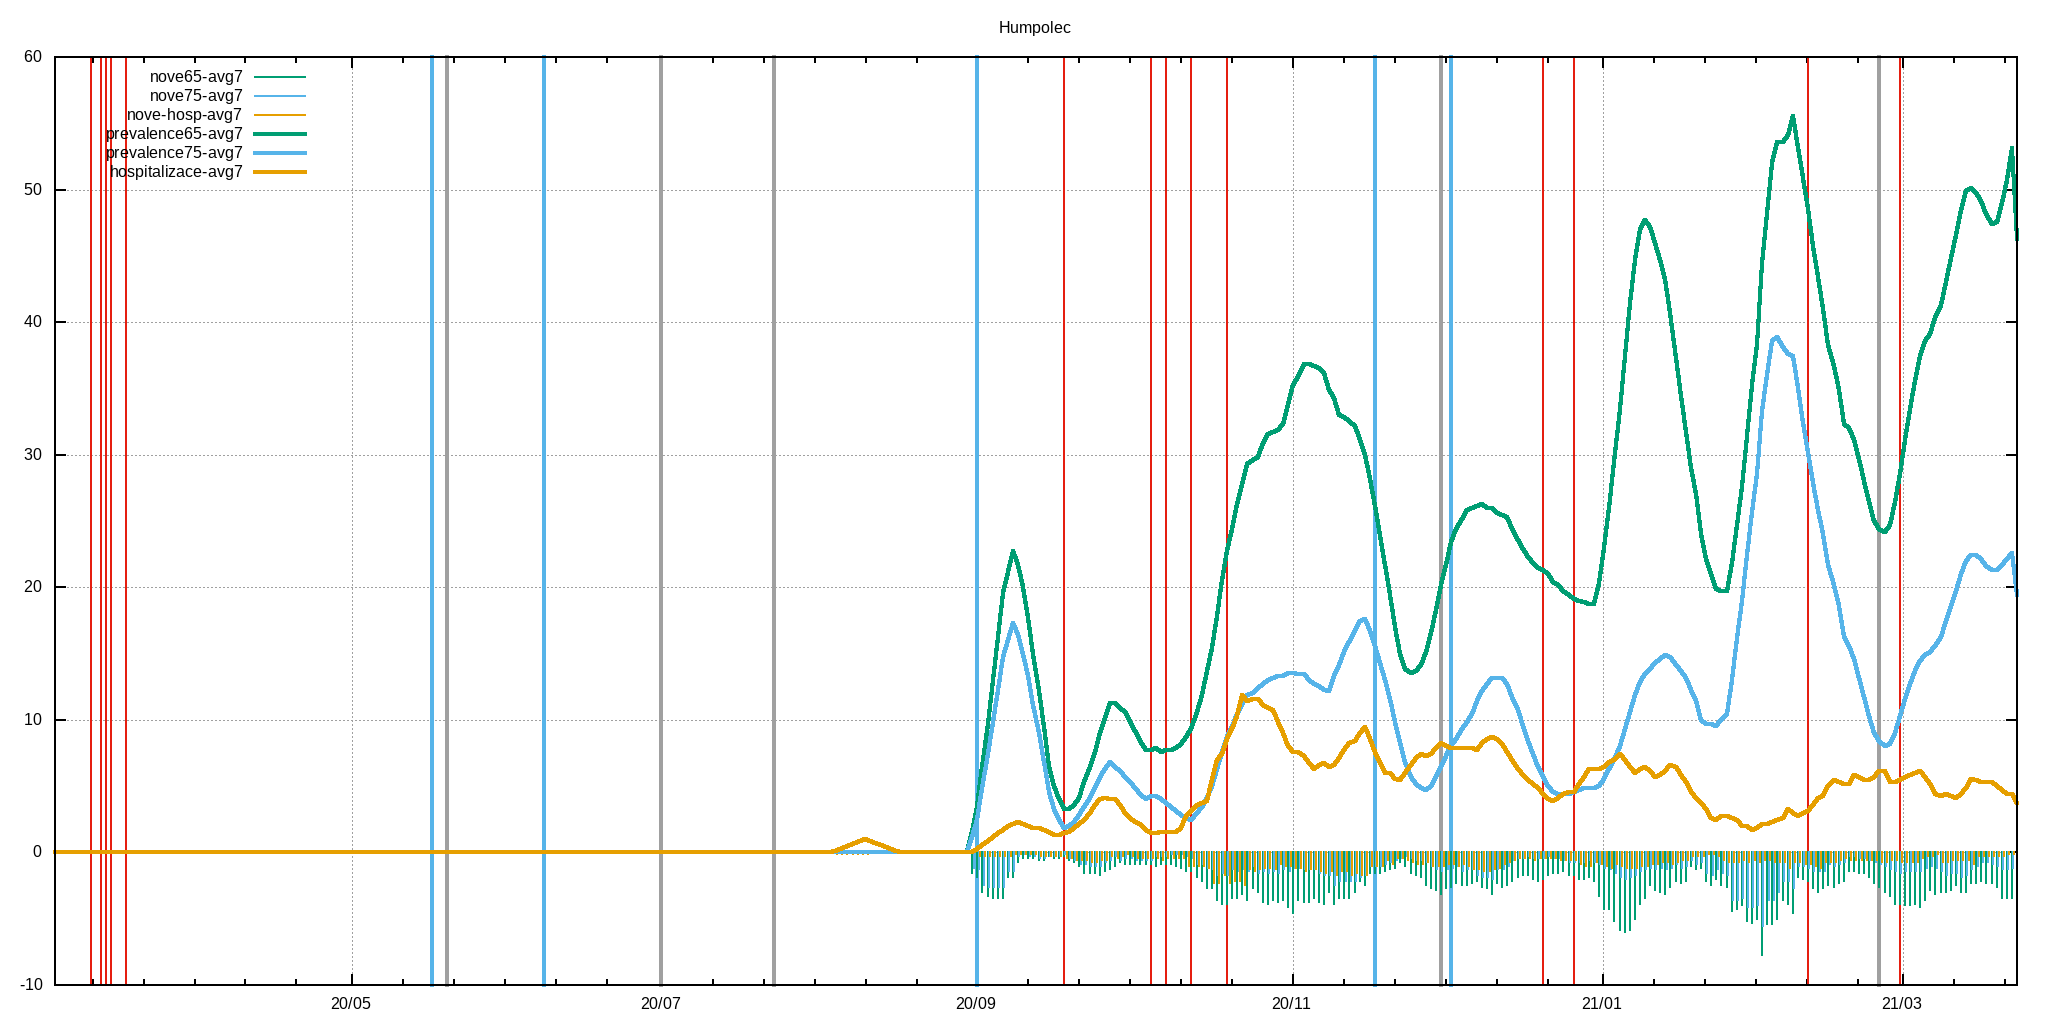 Humpolec
60
nove65-avg7
nove75-avg7
nove-hosp-avg7
prevalence65-avg7
prevalence75-avg7
hospitalizace-avg7
50
40
30
20
10
0
-10
20/05 20/07 20/09 20/11 21/01 21/03